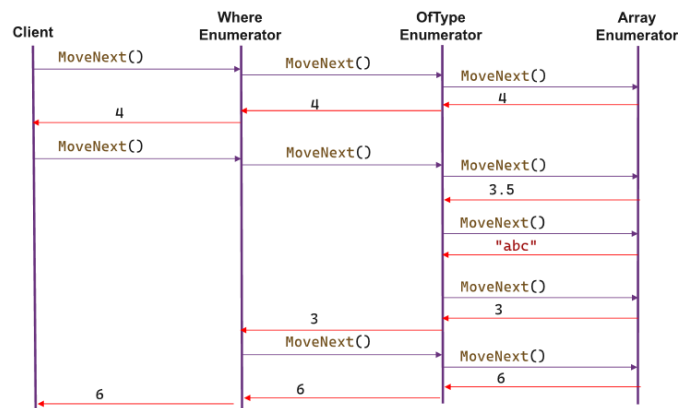 Client
Where
Enumerator
OfType
Enumerator
Array
Enumerator
MoveNext()
MoveNext()
MoveNext()
4
4
4
MoveNext()
MoveNext()
MoveNext()
3.5
MoveNext()
"abc"
MoveNext()
3
3
MoveNext()
MoveNext()
6
6
6